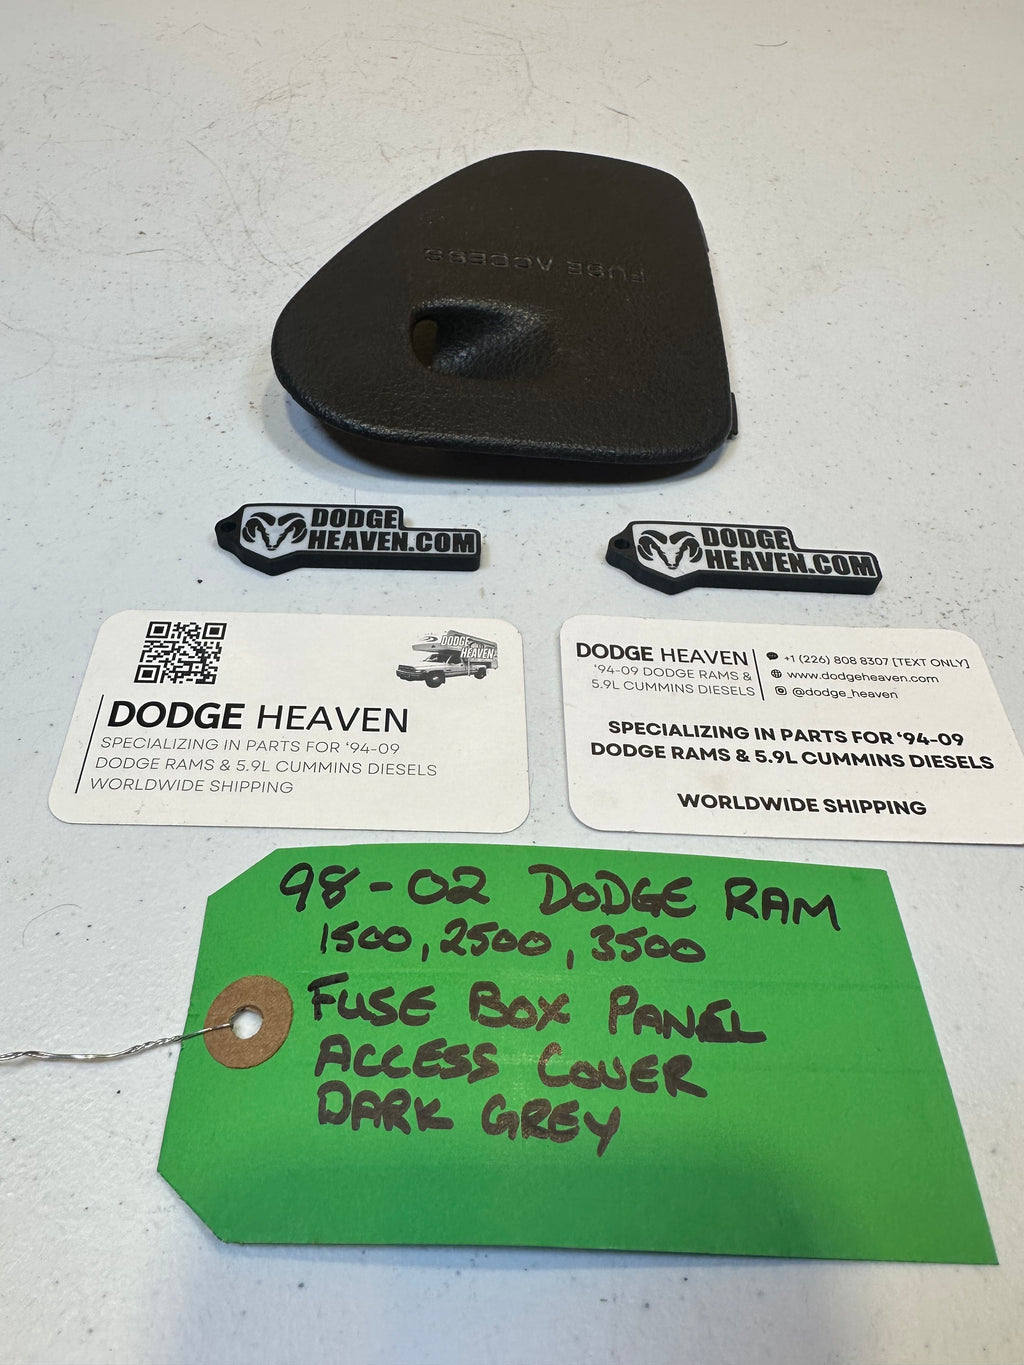 FUSE ACCESS
DODGE
HEAVEN.COM
DODGE
HEAVEN.COM
DODGE
HEAVEN
DODGE HEAVEN
SPECIALIZING IN PARTS FOR ‘94-09
DODGE RAMS & 5.9L CUMMINS DIESELS
WORLDWIDE SHIPPING
DODGE HEAVEN
‘94-09 DODGE RAMS &
5.9L CUMMINS DIESELS
+1 (226) 808 8307 [TEXT ONLY]
www.dodgeheaven.com
@dodge_heaven
SPECIALIZING IN PARTS FOR ‘94-09
DODGE RAMS & 5.9L CUMMINS DIESELS
WORLDWIDE SHIPPING
98-02 DODGE RAM
1500, 2500, 3500
FUSE BOX PANEL
ACCESS COVER
DARK GREY